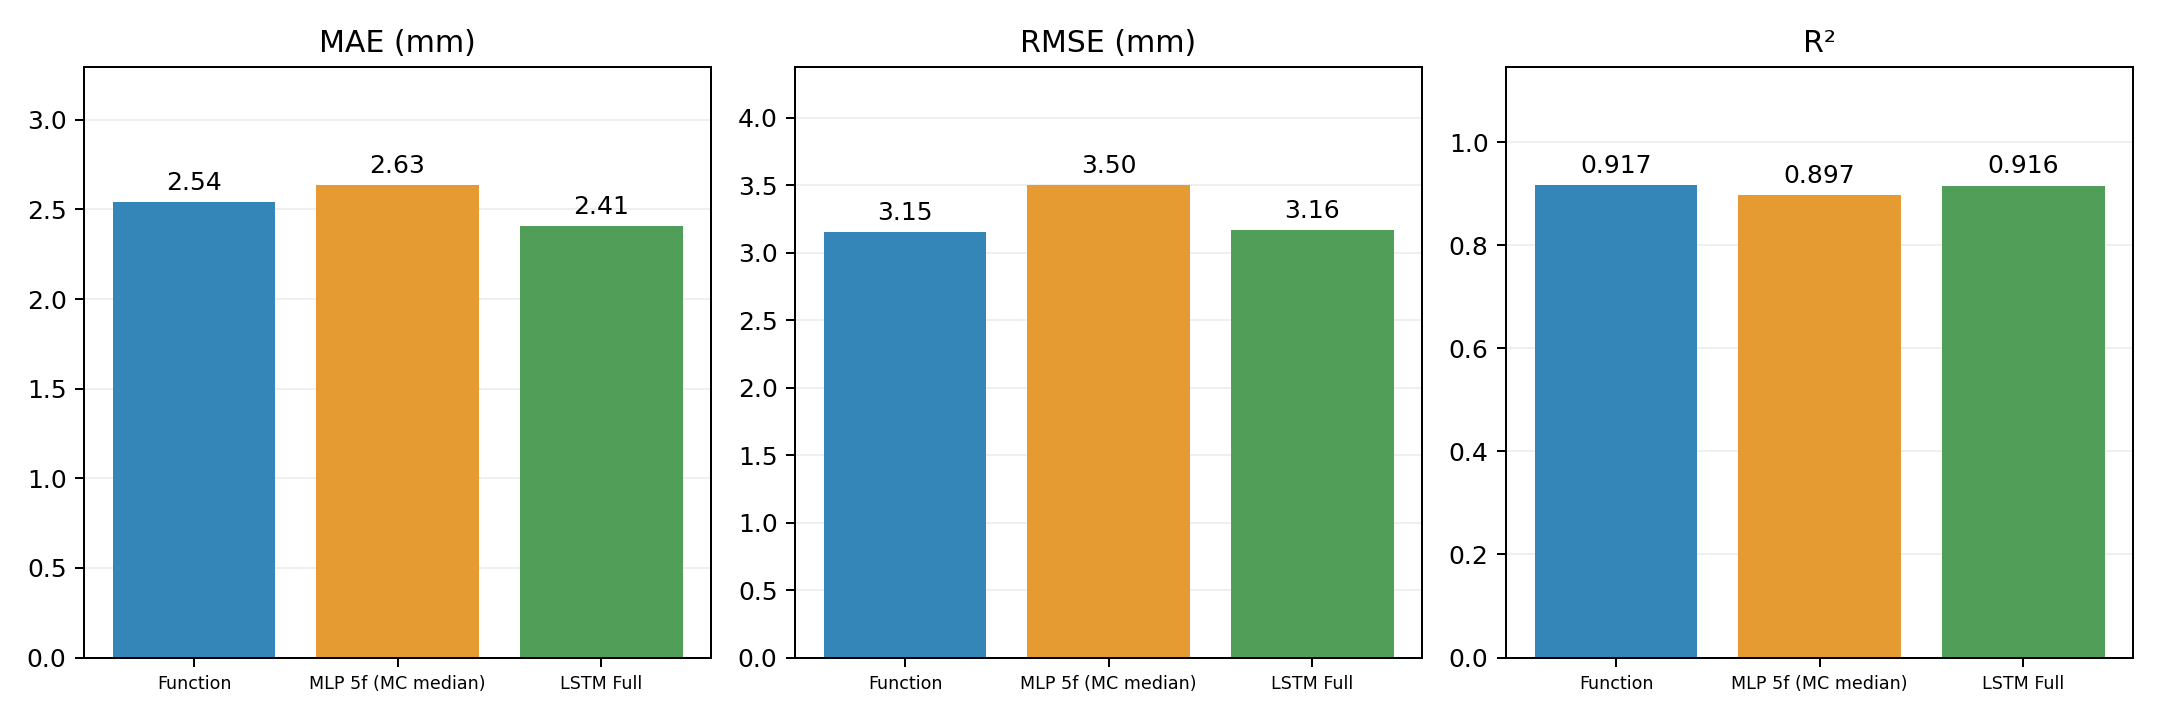 MAE (mm)
3.0
2.5
2.0
1.5
1.0
0.5
0.0
2.54
2.63
2.41
Function
MLP 5f (MC median)
LSTM Full
RMSE (mm)
4.0
3.5
3.0
2.5
2.0
1.5
1.0
0.5
0.0
3.15
3.50
3.16
Function
MLP 5f (MC median)
LSTM Full
R²
1.0
0.8
0.6
0.4
0.2
0.0
0.917
0.897
0.916
Function
MLP 5f (MC median)
LSTM Full